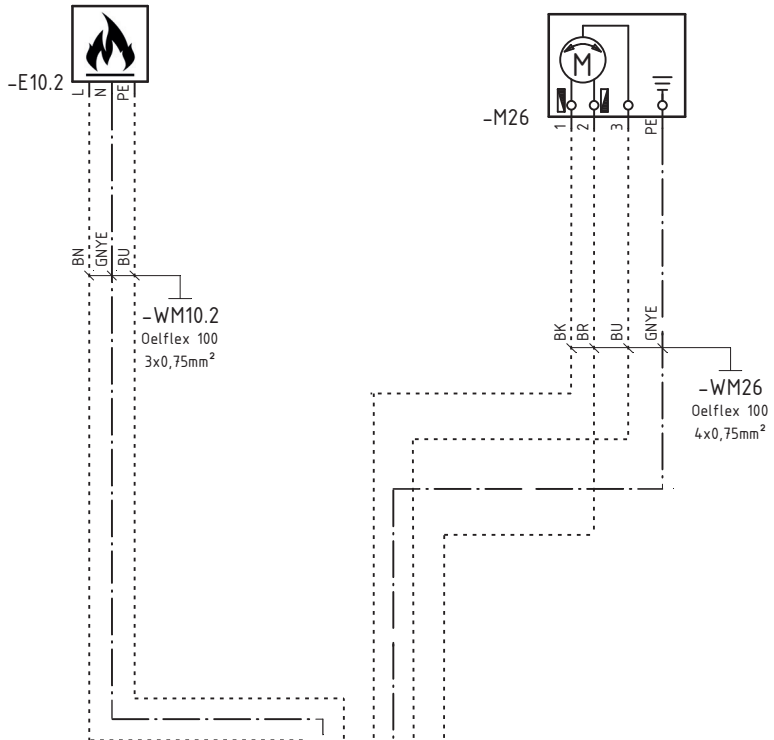 -E10.2
L
N
PE
BN
GNYE
BU
-WM10.2
Oelflex 100
3x0,75mm²
M
-M26
1
2
3
PE
BK
BR
BU
GNYE
-WM26
Oelflex 100
4x0,75mm²